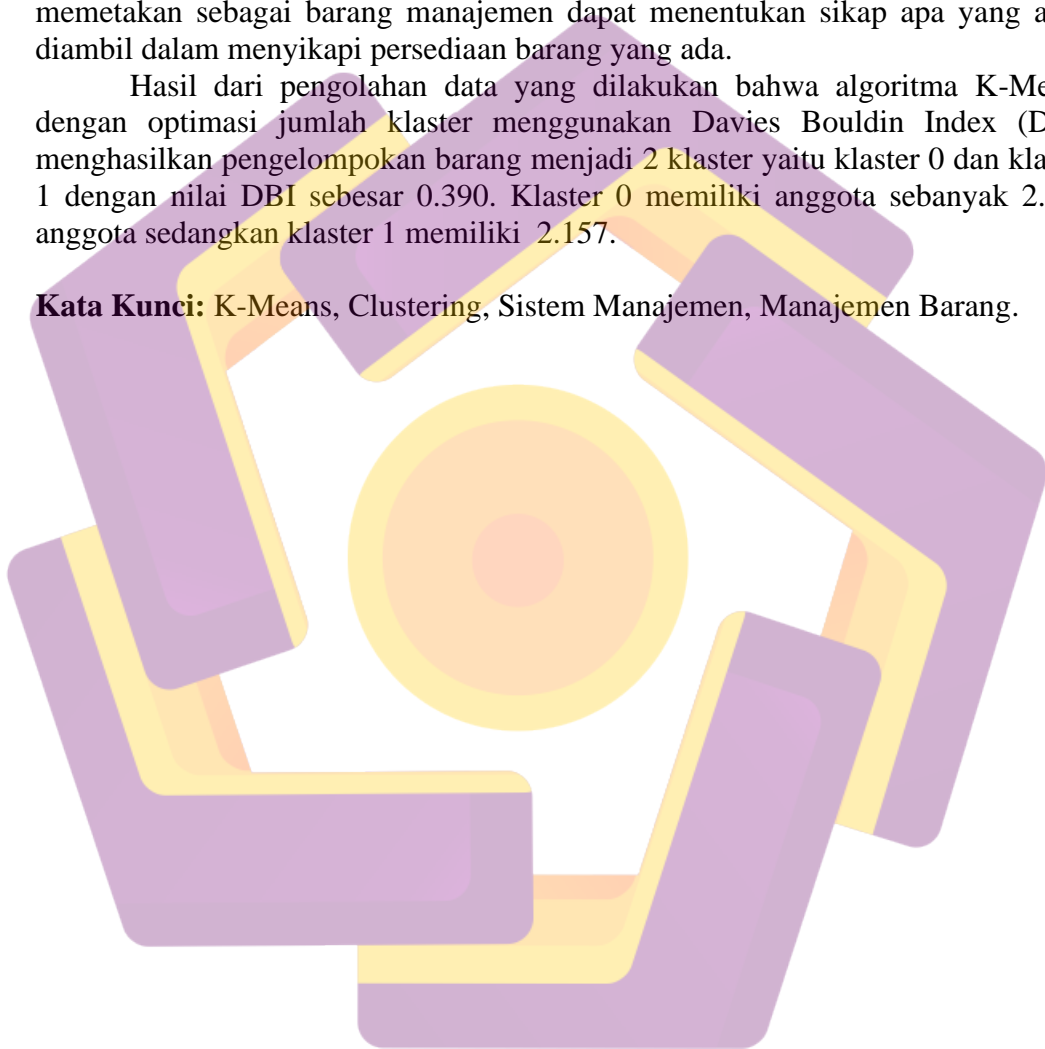 memetakan sebagai barang manajemen dapat menentukan sikap apa yang
diambil dalam menyikapi persediaan barang yang ada.
Hasil dari pengolahan data yang dilakukan bahwa algoritma
dengan optimasi jumlah klaster menggunakan Davies Bouldin Index
menghasilkan pengelompokan barang menjadi 2 klaster yaitu klaster 0 dan
1 dengan nilai DBI sebesar 0.390. Klaster 0 memiliki anggota sebanyak
anggota sedangkan klaster 1 memiliki 2.157.
Kata Kunci: K-Means, Clustering, Sistem Manajemen, Manajemen Barang.